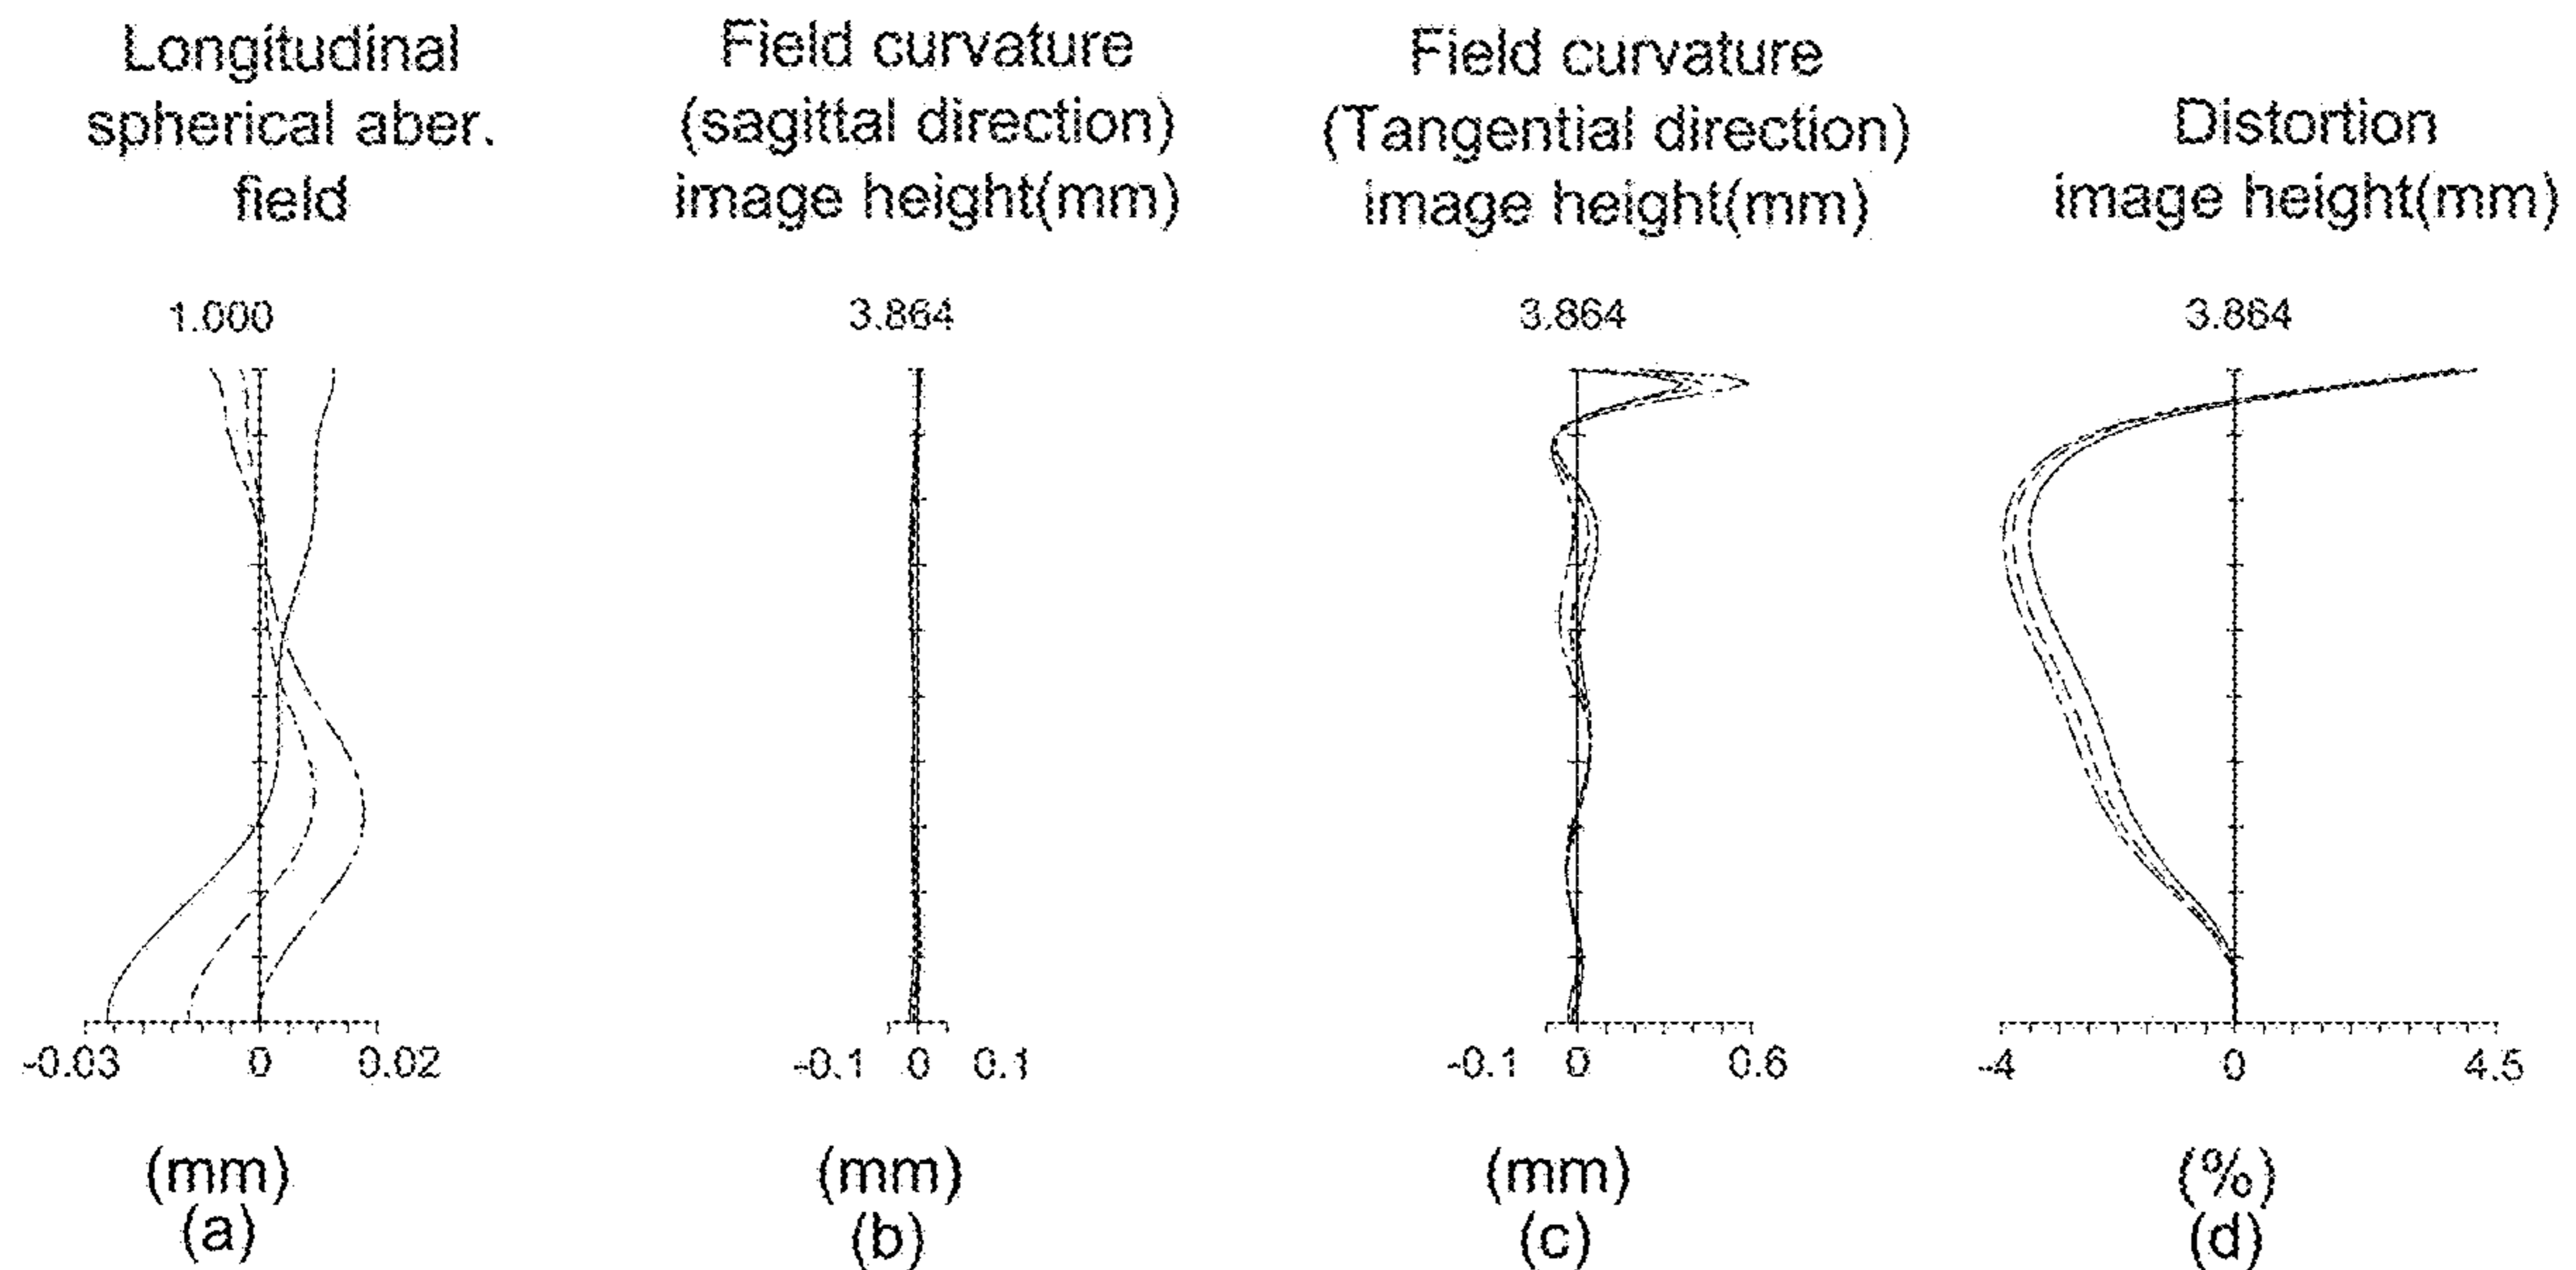 Longitudinal
spherical aber.
field
1.000
-0.03 0 0.02
(mm)
(a)
Field curvature
(sagittal direction)
image height(mm)
3.864
-0.1 0 0.1
(mm)
(b)
Field curvature
(Tangential direction)
image height(mm)
3.864
-0.1 0 0.6
(mm)
(c)
Distortion
image height(mm)
3.864
-4 0 4.5
(%)
(d)